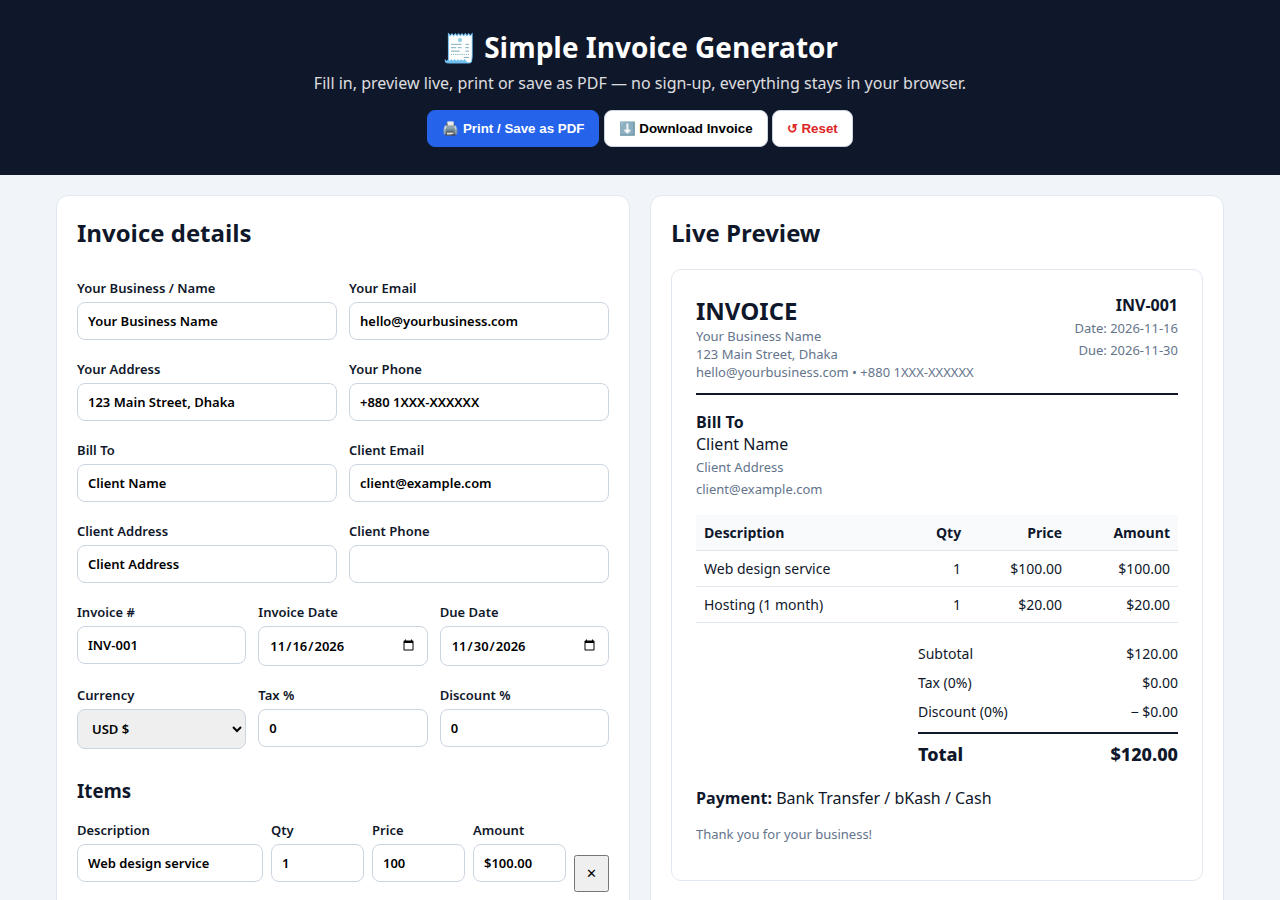 🧾 Simple Invoice Generator
Fill in, preview live, print or save as PDF — no sign-up, everything stays in your browser.
🖨️ Print / Save as PDF ⬇️ Download Invoice ↺ Reset
Invoice details
Your Business / Name Your Email
Your Business Name hello@yourbusiness.com
Your Address Your Phone
123 Main Street, Dhaka +880 1XXX-XXXXXX
Bill To Client Email
Client Name client@example.com
Client Address Client Phone
Client Address
Invoice # Invoice Date Due Date
INV-001 11/16/2026 11/30/2026
Currency Tax % Discount %
USD $ 0 0
Items
Description Qty Price Amount
Web design service 1 100 $100.00 ✕
Live Preview
INVOICE INV-001
Your Business Name Date: 2026-11-16
123 Main Street, Dhaka Due: 2026-11-30
hello@yourbusiness.com • +880 1XXX-XXXXXX
Bill To
Client Name
Client Address
client@example.com
Description Qty Price Amount
Web design service 1 $100.00 $100.00
Hosting (1 month) 1 $20.00 $20.00
Subtotal $120.00
Tax (0%) $0.00
Discount (0%) − $0.00
Total $120.00
Payment: Bank Transfer / bKash / Cash
Thank you for your business!